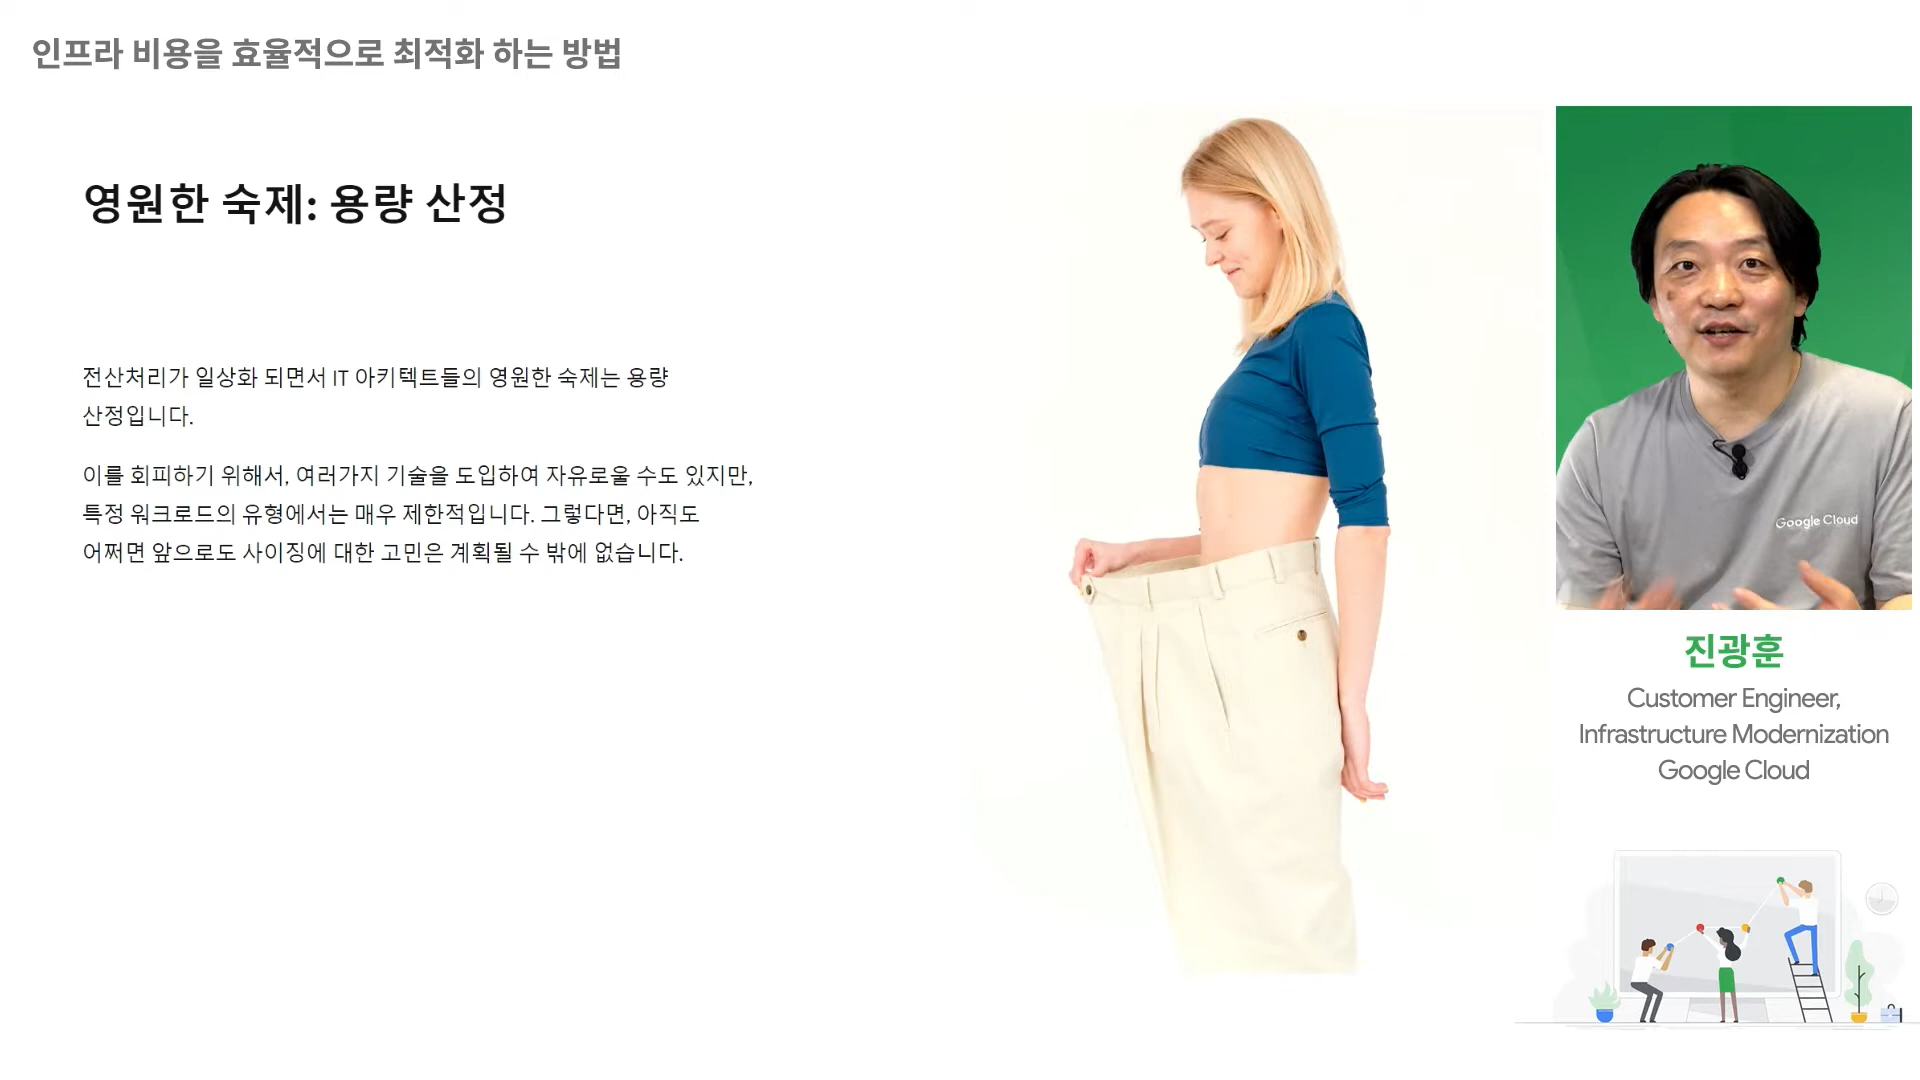 인프라 비용을 효율적으로 최적화 하는 방법
영원한 숙제: 용량 산정
전산처리가 일상화 되면서 IT 아키텍트들의 영원한 숙제는 용량
산정입니다.
이를 회피하기 위해서, 여러가지 기술을 도입하여 자유로울 수도 있지만,
특정 워크로드의 유형에서는 매우 제한적입니다. 그렇다면, 아직도
어쩌면 앞으로도 사이징에 대한 고민은 계획될 수 밖에 없습니다.
Google Cloud
진광훈
Customer Engineer,
Infrastructure Modernization
Google Cloud